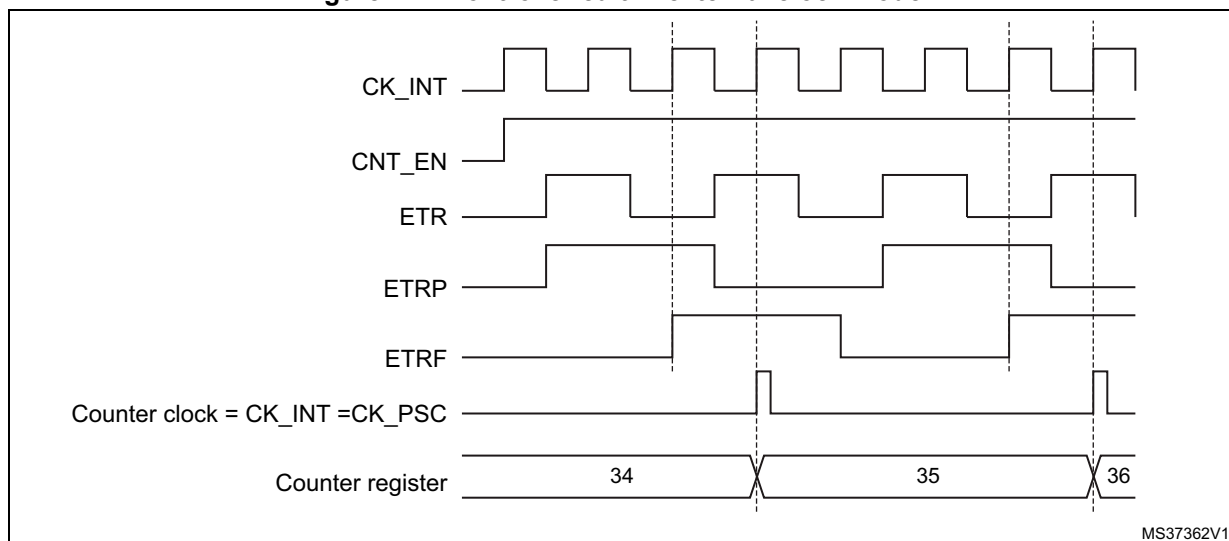 CK_INT
CNT_EN
ETR
ETRP
ETRF
Counter clock = CK_INT =CK_PSC
Counter register
34
35
36
MS37362V1